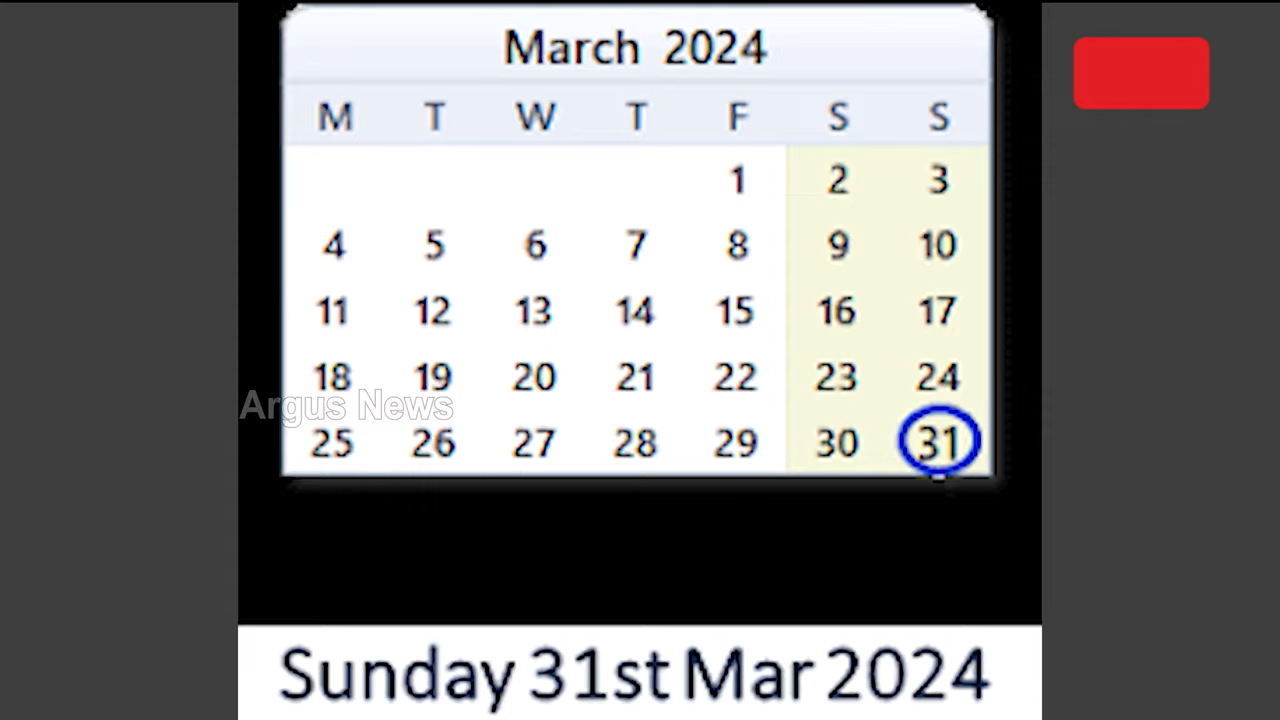 March 2024
M T W T F S S
1 2 3
4 5 6 7 8 9 10
11 12 13 14 15 16 17
18 19 20 21 22 23 24
Argus News
25 26 27 28 29 30 31
Sunday 31st Mar 2024